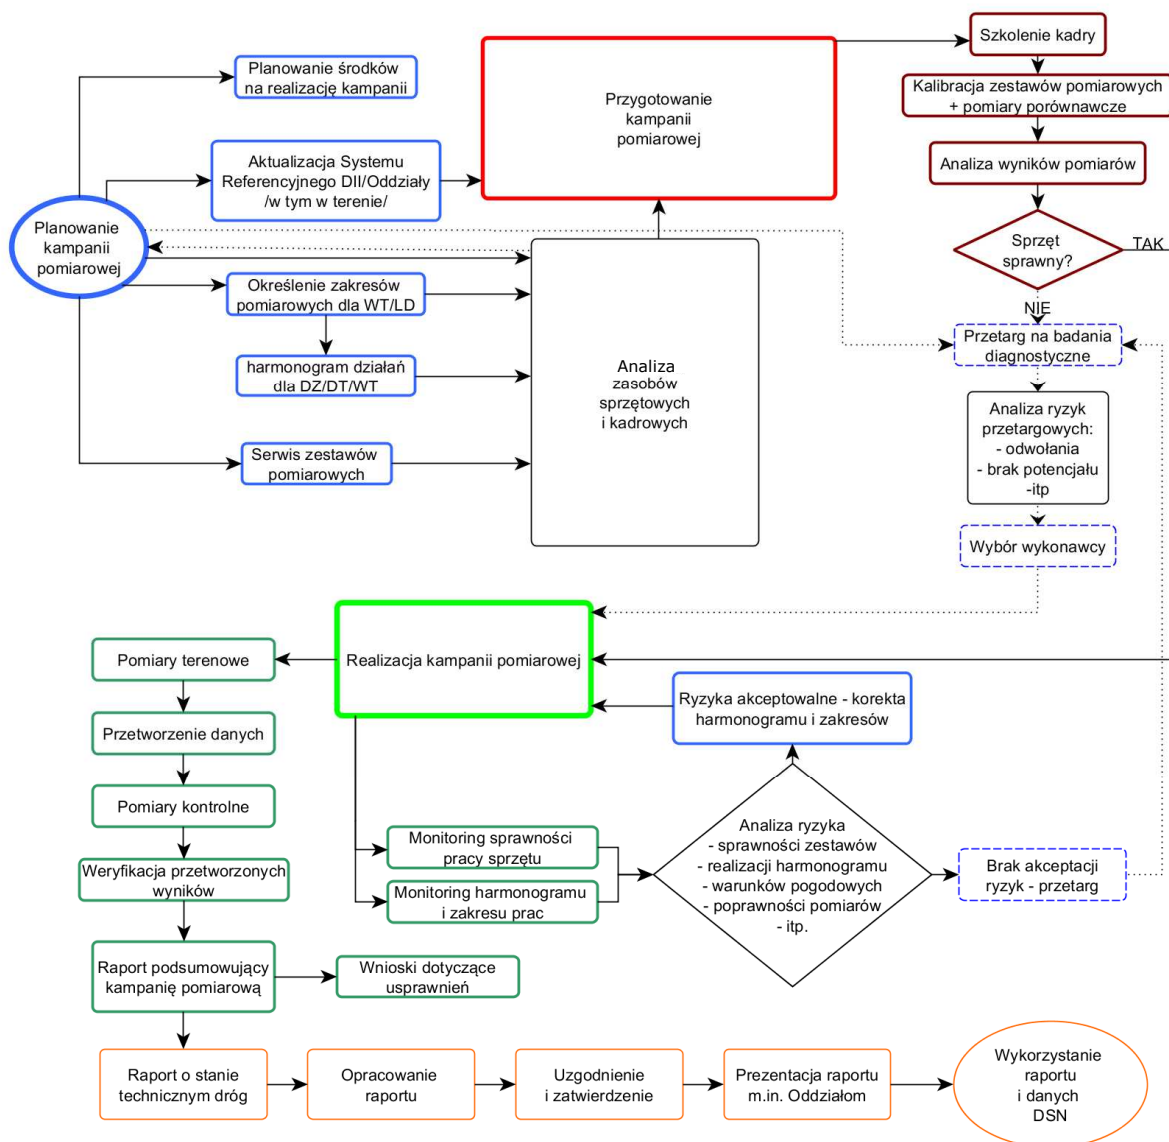 Szkolenie kadry
Planowanie środków
na realizację kampanii
Przygotowanie
kampanii
pomiarowej
Kalibracja zestawów pomiarowych
+ pomiary porównawcze
Analiza wyników pomiarów
Aktualizacja Systemu
Referencyjnego DII/Oddziały
/w tym w terenie/
Planowanie
kampanii
pomiarowej
Sprzęt
sprawny?
TAK
NIE
Określenie zakresów
pomiarowych dla WT/LD
Przetarg na badania
diagnostyczne
harmonogram działań
dla DZ/DT/WT
Analiza
zasobów
sprzętowych
i kadrowych
Analiza ryzyk
przetargowych:
- odwołania
- brak potencjału
-itp
Serwis zestawów
pomiarowych
Wybór wykonawcy
Pomiary terenowe
Realizacja kampanii pomiarowej
Ryzyka akceptowalne - korekta
harmonogramu i zakresów
Przetworzenie danych
Pomiary kontrolne
Monitoring sprawności
pracy sprzętu
Monitoring harmonogramu
i zakresu prac
Analiza ryzyka
- sprawności zestawów
- realizacji harmonogramu
- warunków pogodowych
- poprawności pomiarów
- itp.
Brak akceptacji
ryzyk - przetarg
Weryfikacja przetworzonych
wyników
Raport podsumowujący
kampanię pomiarową
Wnioski dotyczące
usprawnień
Raport o stanie
technicznym dróg
Opracowanie
raportu
Uzgodnienie
i zatwierdzenie
Prezentacja raportu
m.in. Oddziałom
Wykorzystanie
raportu
i danych
DSN